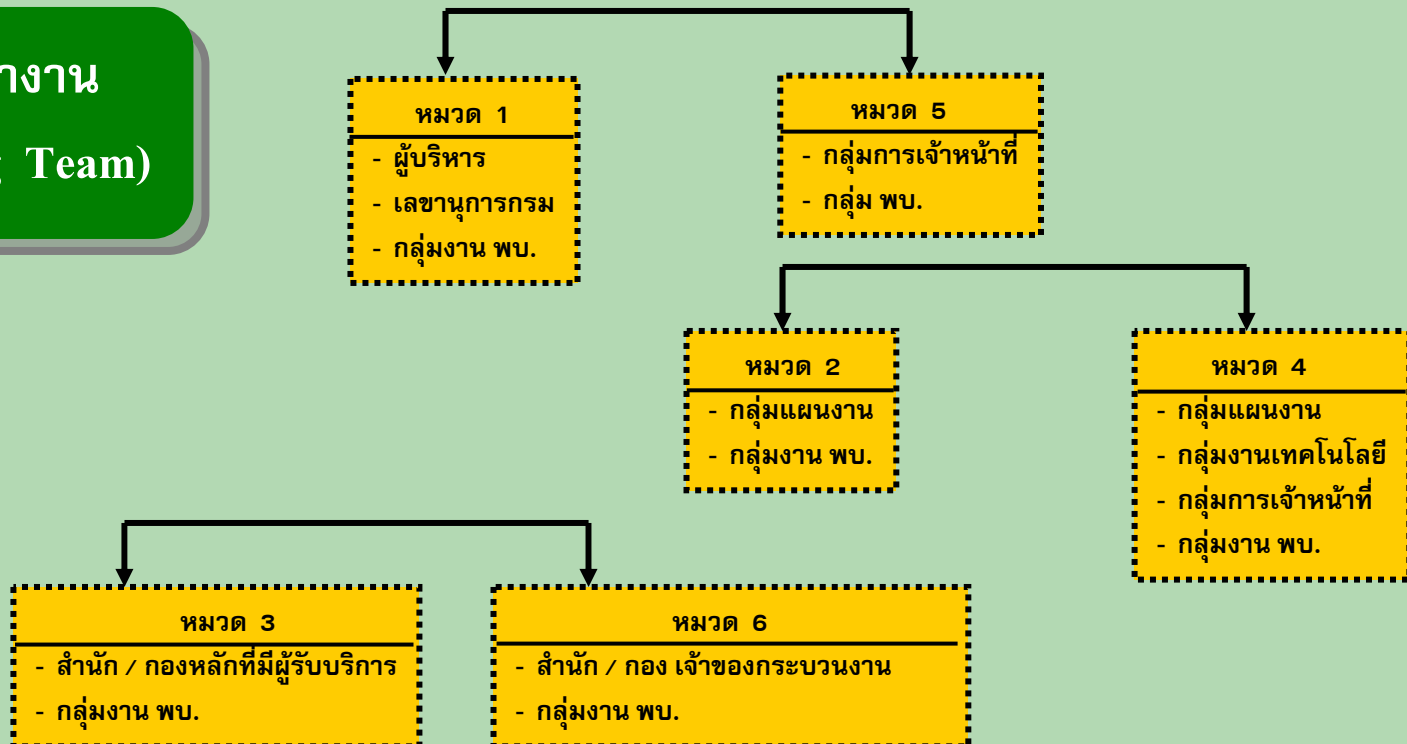 างาน
Team)
หมวด 1
- ผู้บริหาร
- เลขานุการกรม
- กลุ่มงาน พบ.
หมวด 5
- กลุ่มการเจ้าหน้าที่
- กลุ่ม พบ.
หมวด 2
- กลุ่มแผนงาน
- กลุ่มงาน พบ.
หมวด 4
- กลุ่มแผนงาน
- กลุ่มงานเทคโนโลยี
- กลุ่มการเจ้าหน้าที่
- กลุ่มงาน พบ.
หมวด 3
- สำนัก / กองหลักที่มีผู้รับบริการ
- กลุ่มงาน พบ.
หมวด 6
- สำนัก / กอง เจ้าของกระบวนงาน
- กลุ่มงาน พบ.